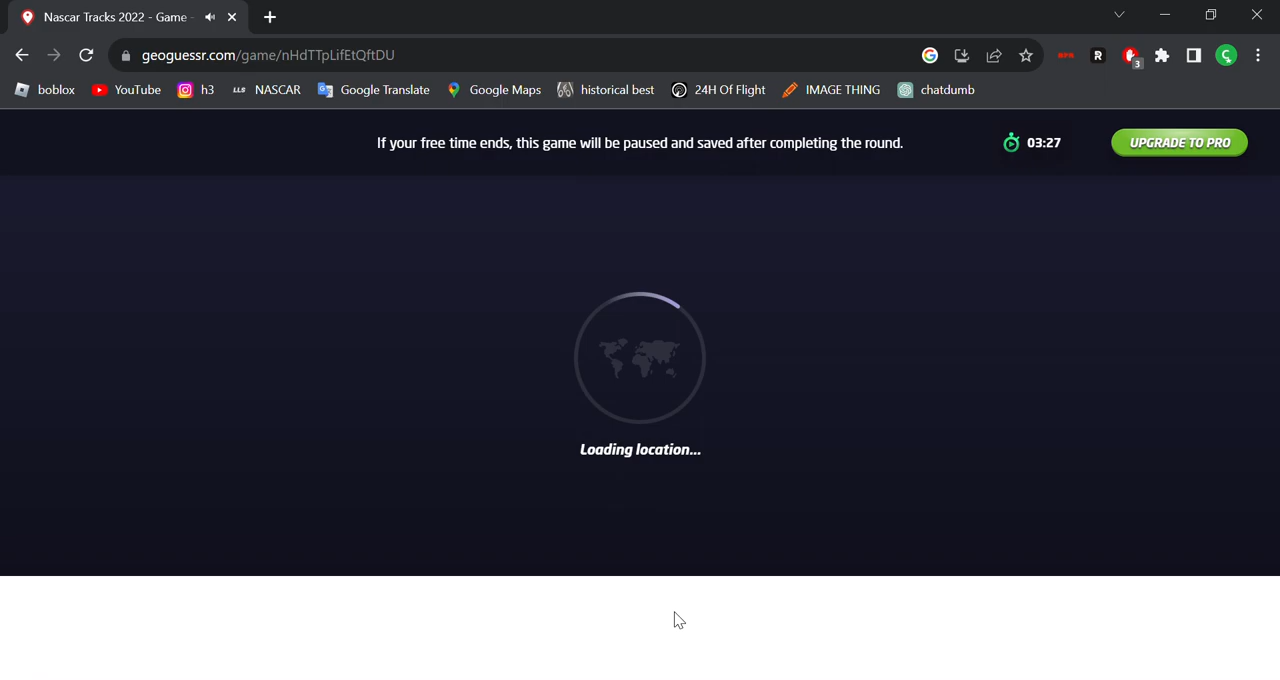 Nascar Tracks 2022 - Game -
geoguessr.com/game/nHdTTpLifEtQftDU
3
boblox YouTube h3 LLS NASCAR Google Translate Google Maps historical best 24H Of Flight IMAGE THING chatdumb
If your free time ends, this game will be paused and saved after completing the round. 03:27 UPGRADE TO PRO
Loading location...